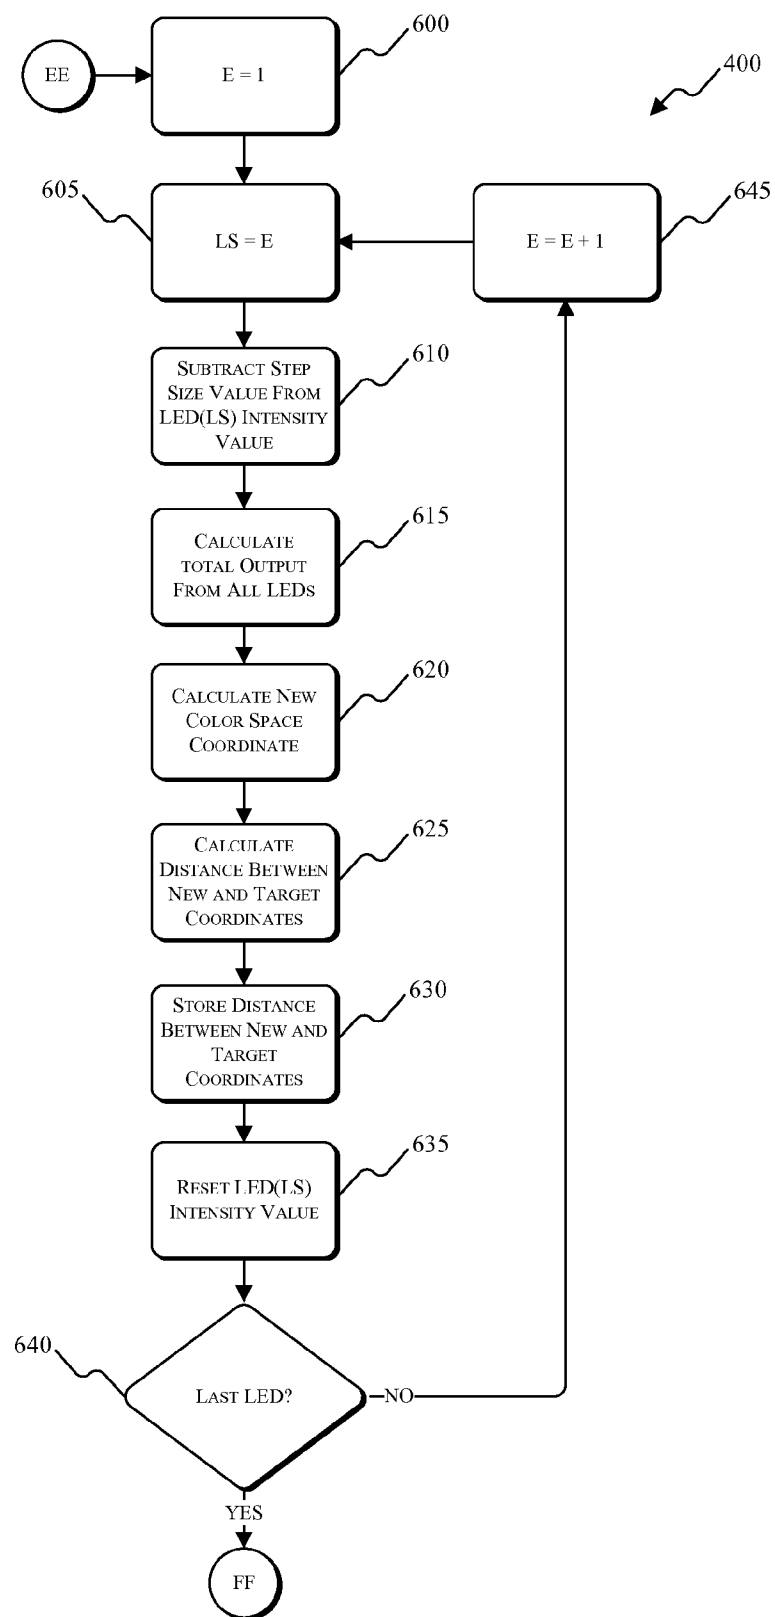 600
EE
E = 1
400
605
645
LS = E
E = E + 1
610
SUBTRACT STEP
SIZE VALUE FROM
LED(LS) INTENSITY
VALUE
615
CALCULATE
TOTAL OUTPUT
FROM ALL LEDS
620
CALCULATE NEW
COLOR SPACE
COORDINATE
625
CALCULATE
DISTANCE BETWEEN
NEW AND TARGET
COORDINATES
630
STORE DISTANCE
BETWEEN NEW AND
TARGET
COORDINATES
635
RESET LED(LS)
INTENSITY VALUE
640
LAST LED?
NO
YES
FF